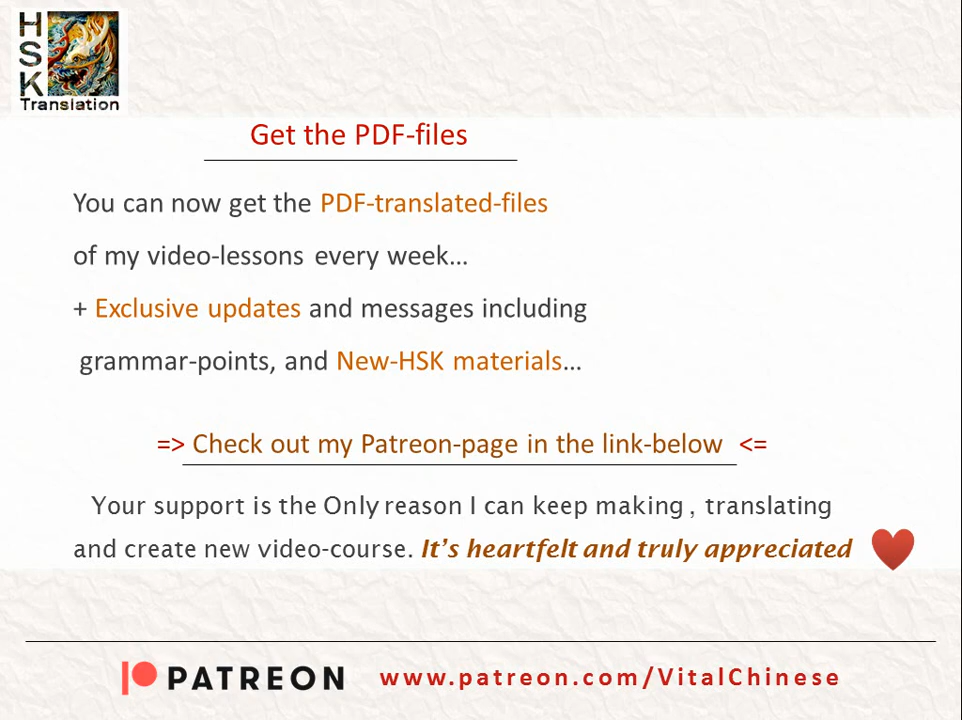 HSK
Translation
Get the PDF-files
You can now get the PDF-translated-files
of my video-lessons every week...
+ Exclusive updates and messages including
grammar-points, and New-HSK materials...
=> Check out my Patreon-page in the link-below <=
Your support is the Only reason I can keep making , translating
and create new video-course. It’s heartfelt and truly appreciated
PATREON www.patreon.com/VitalChinese